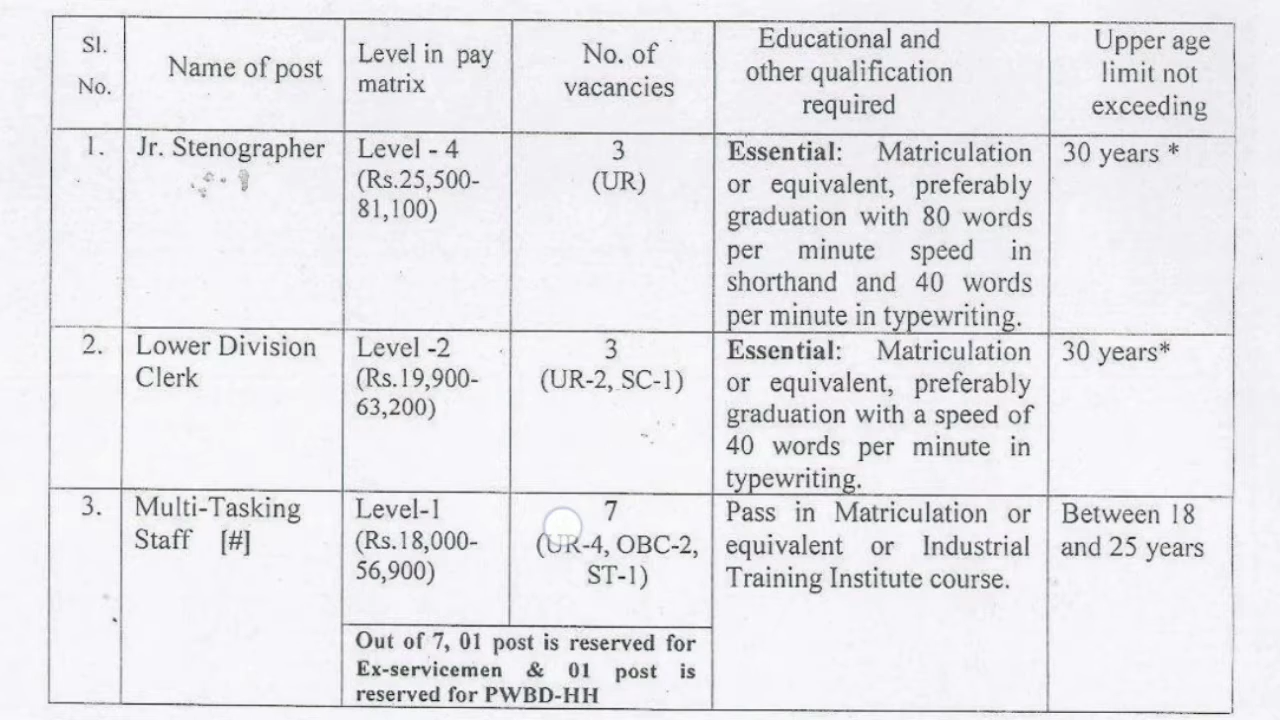 Sl.
No.
Name of post
Level in pay
matrix
No. of
vacancies
Educational and
other qualification
required
Upper age
limit not
exceeding
1.
Jr. Stenographer
Level - 4
(Rs.25,500-
81,100)
3
(UR)
Essential: Matriculation
or equivalent, preferably
graduation with 80 words
per minute speed in
shorthand and 40 words
per minute in typewriting.
30 years *
2.
Lower Division
Clerk
Level -2
(Rs.19,900-
63,200)
3
(UR-2, SC-1)
Essential: Matriculation
or equivalent, preferably
graduation with a speed of
40 words per minute in
typewriting.
30 years*
3.
Multi-Tasking
Staff [#]
Level-1
(Rs.18,000-
56,900)
7
(UR-4, OBC-2,
ST-1)
Pass in Matriculation or
equivalent or Industrial
Training Institute course.
Between 18
and 25 years
Out of 7, 01 post is reserved for
Ex-servicemen & 01 post is
reserved for PWBD-HH